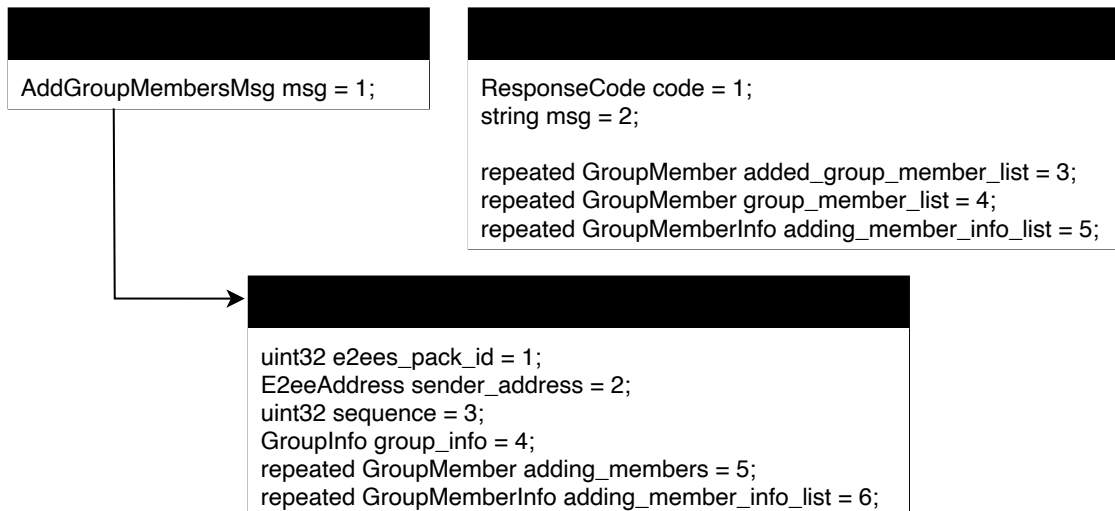 AddGroupMembersMsg msg = 1;
ResponseCode code = 1;
string msg = 2;
repeated GroupMember added_group_member_list = 3;
repeated GroupMember group_member_list = 4;
repeated GroupMemberInfo adding_member_info_list = 5;
uint32 e2ees_pack_id = 1;
E2eeAddress sender_address = 2;
uint32 sequence = 3;
GroupInfo group_info = 4;
repeated GroupMember adding_members = 5;
repeated GroupMemberInfo adding_member_info_list = 6;